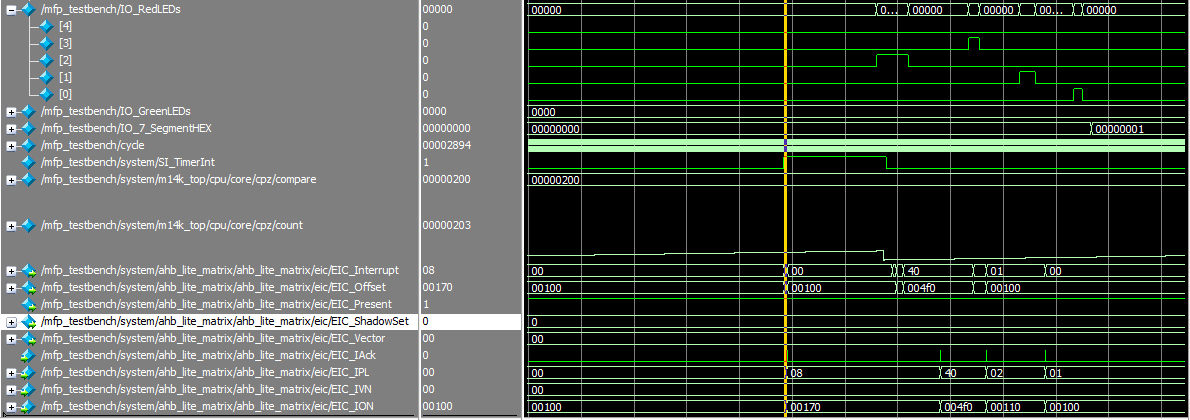 /mfp_testbench/IO_RedLEDs 00000 00000 0... 00000 00000 00... 00000
[4] 0
[3] 0
[2] 0
[1] 0
[0] 0
/mfp_testbench/IO_GreenLEDs 0000 0000
/mfp_testbench/IO_7_SegmentHEX 00000000 00000000 00000001
/mfp_testbench/cycle 00002894
/mfp_testbench/SI_TimerInt 1
/mfp_testbench/system/m14k_top/cpu/core/cpz/compare 00000200 00000200
/mfp_testbench/system/m14k_top/cpu/core/cpz/count 00000203
/mfp_testbench/system/ahb_lite_matrix/ahb_lite_matrix/eic/EIC_Interrupt 08 00 00 40 01 00
/mfp_testbench/system/ahb_lite_matrix/ahb_lite_matrix/eic/EIC_Offset 00170 00100 00100 004f0 00100
/mfp_testbench/system/ahb_lite_matrix/ahb_lite_matrix/eic/EIC_Present 1
/mfp_testbench/system/ahb_lite_matrix/ahb_lite_matrix/eic/EIC_ShadowSet 0 0
/mfp_testbench/system/ahb_lite_matrix/ahb_lite_matrix/eic/EIC_Vector 00 00
/mfp_testbench/system/ahb_lite_matrix/ahb_lite_matrix/eic/EIC_IAck 0
/mfp_testbench/system/ahb_lite_matrix/ahb_lite_matrix/eic/EIC_IPL 00 00 08 40 02 01
/mfp_testbench/system/ahb_lite_matrix/ahb_lite_matrix/eic/EIC_IVN 00 00
/mfp_testbench/system/ahb_lite_matrix/ahb_lite_matrix/eic/EIC_ION 00100 00100 00170 004f0 00110 00100